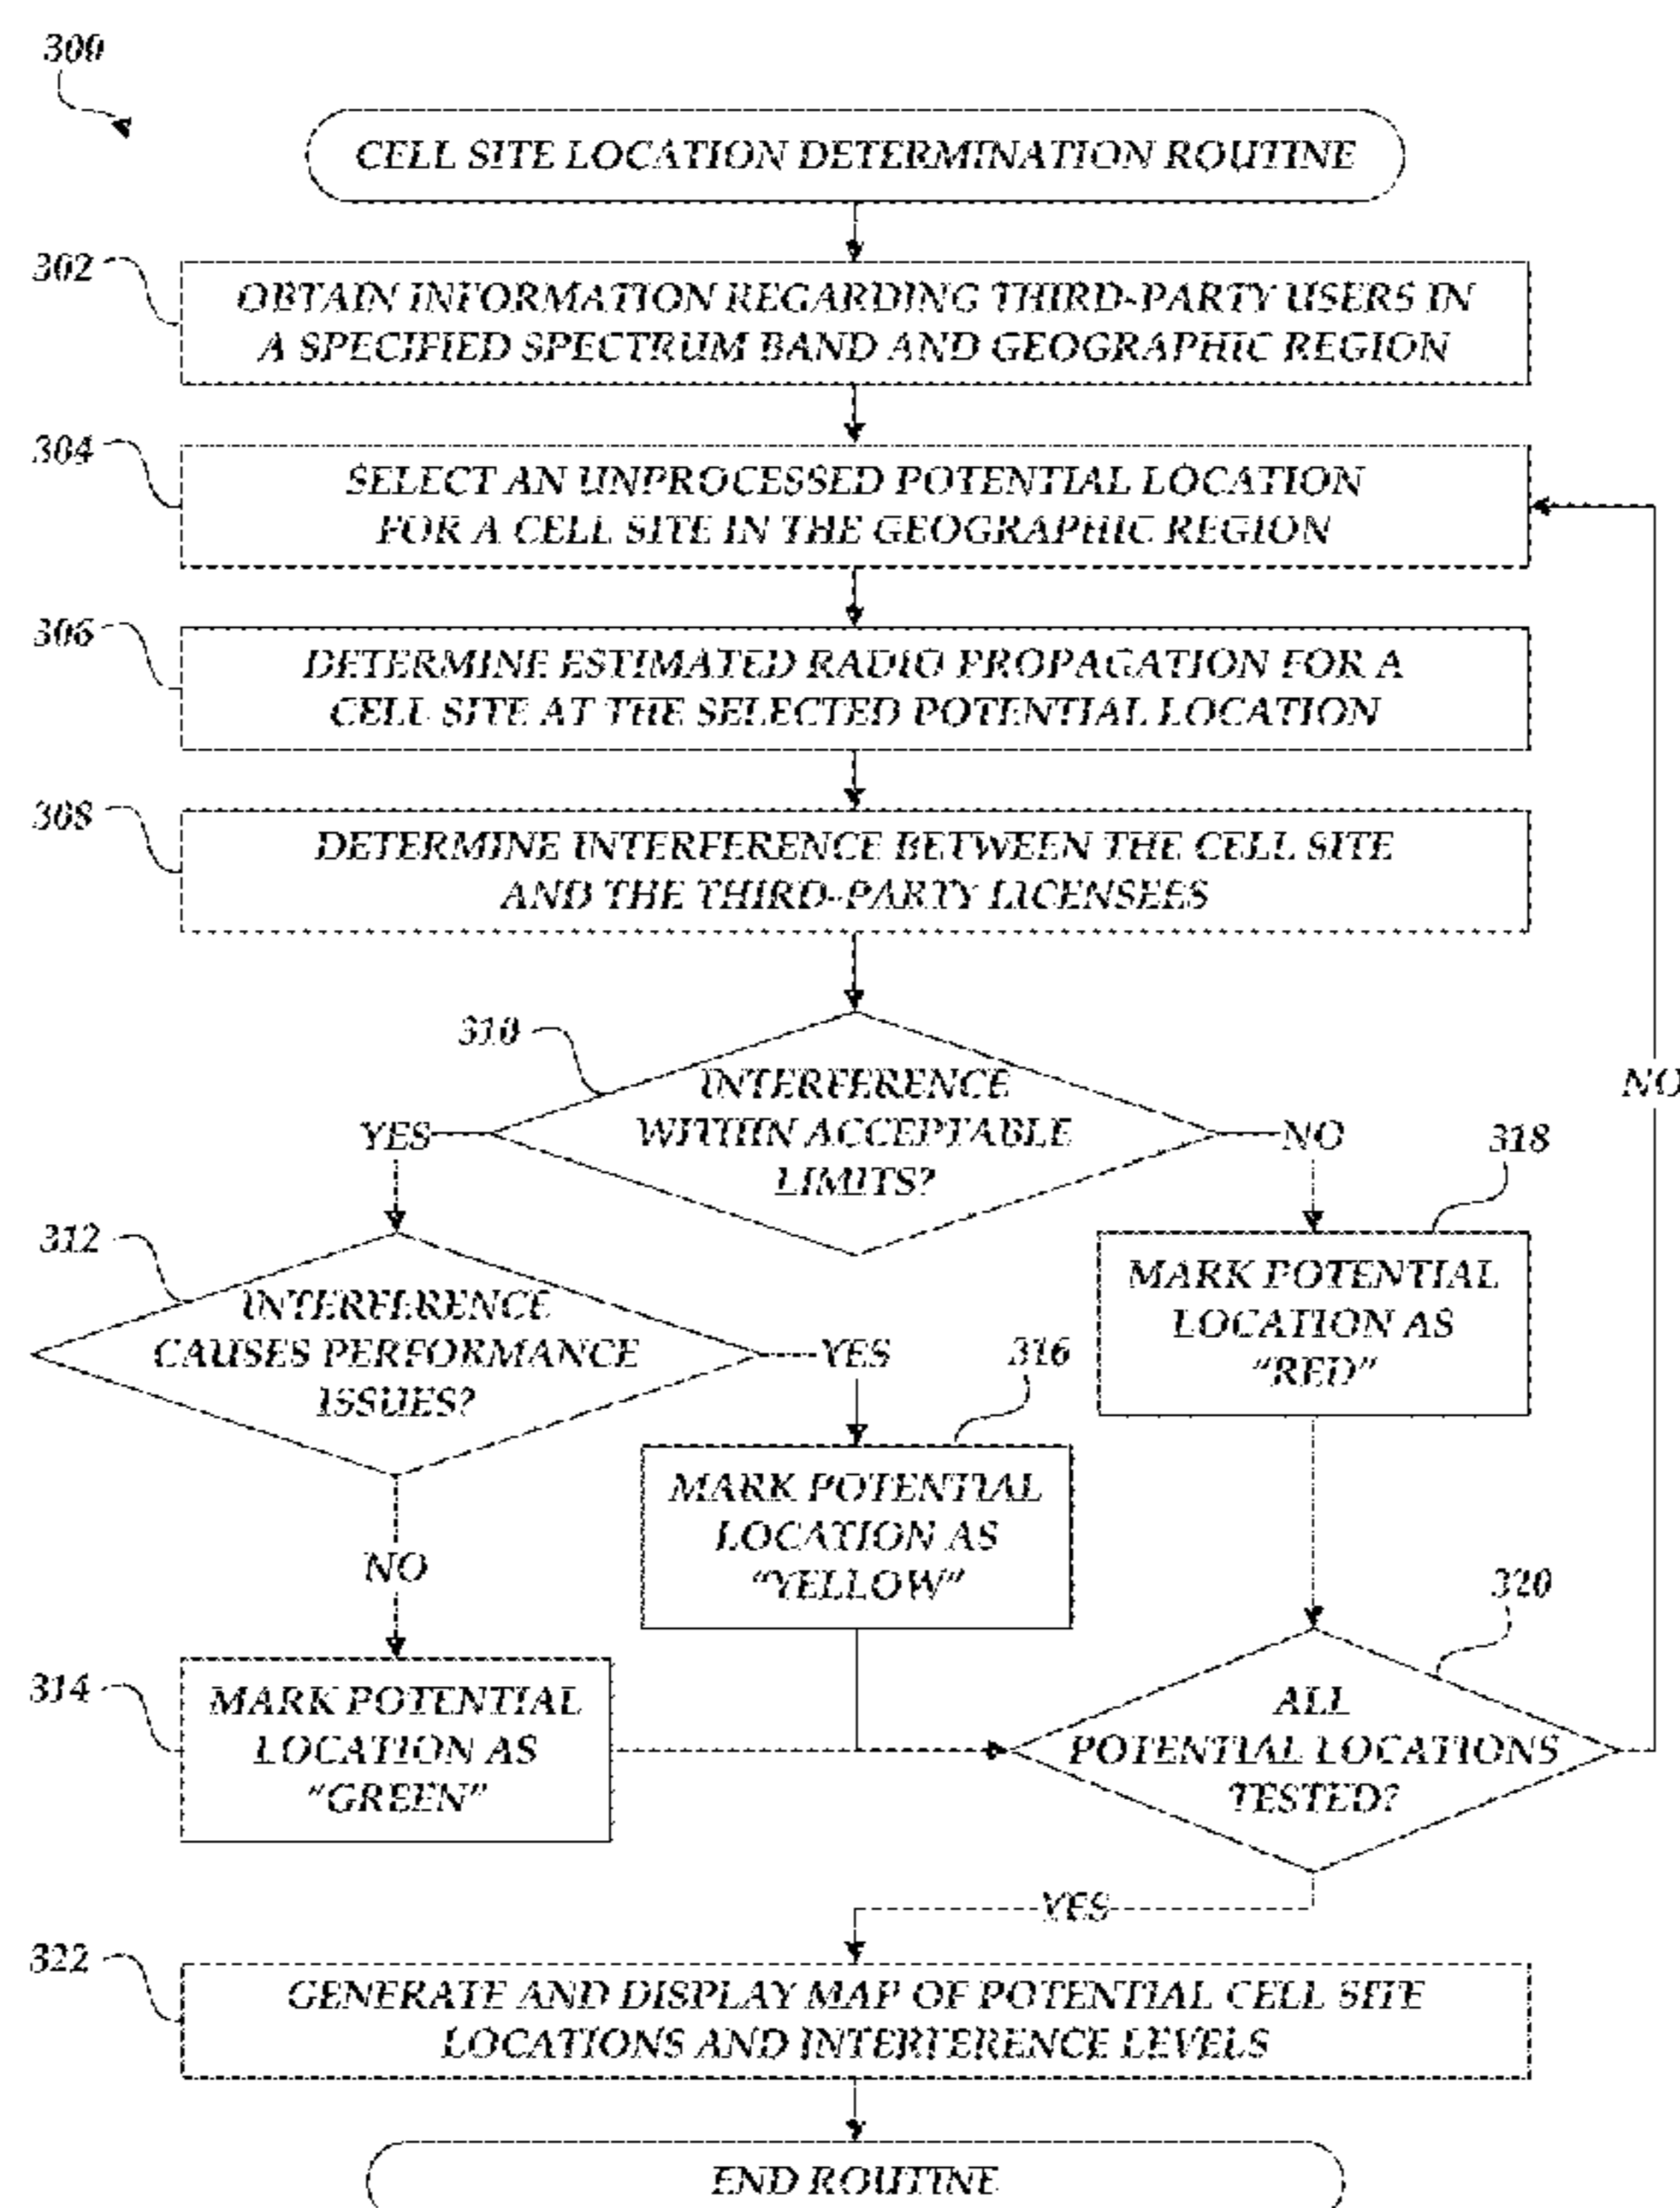 300
CELL SITE LOCATION DETERMINATION ROUTINE
302
OBTAIN INFORMATION REGARDING THIRD-PARTY USERS IN
A SPECIFIED SPECTRUM BAND AND GEOGRAPHIC REGION
304
SELECT AN UNPROCESSED POTENTIAL LOCATION
FOR A CELL SITE IN THE GEOGRAPHIC REGION
306
DETERMINE ESTIMATED RADIO PROPAGATION FOR A
CELL SITE AT THE SELECTED POTENTIAL LOCATION
308
DETERMINE INTERFERENCE BETWEEN THE CELL SITE
AND THE THIRD-PARTY LICENSEES
310
INTERFERENCE
WITHIN ACCEPTABLE
LIMITS?
YES
NO
NO
318
MARK POTENTIAL
LOCATION AS
"RED"
312
INTERFERENCE
CAUSES PERFORMANCE
ISSUES?
YES
316
MARK POTENTIAL
LOCATION AS
"YELLOW"
NO
314
MARK POTENTIAL
LOCATION AS
"GREEN"
320
ALL
POTENTIAL LOCATIONS
TESTED?
YES
322
GENERATE AND DISPLAY MAP OF POTENTIAL CELL SITE
LOCATIONS AND INTERFERENCE LEVELS
END ROUTINE